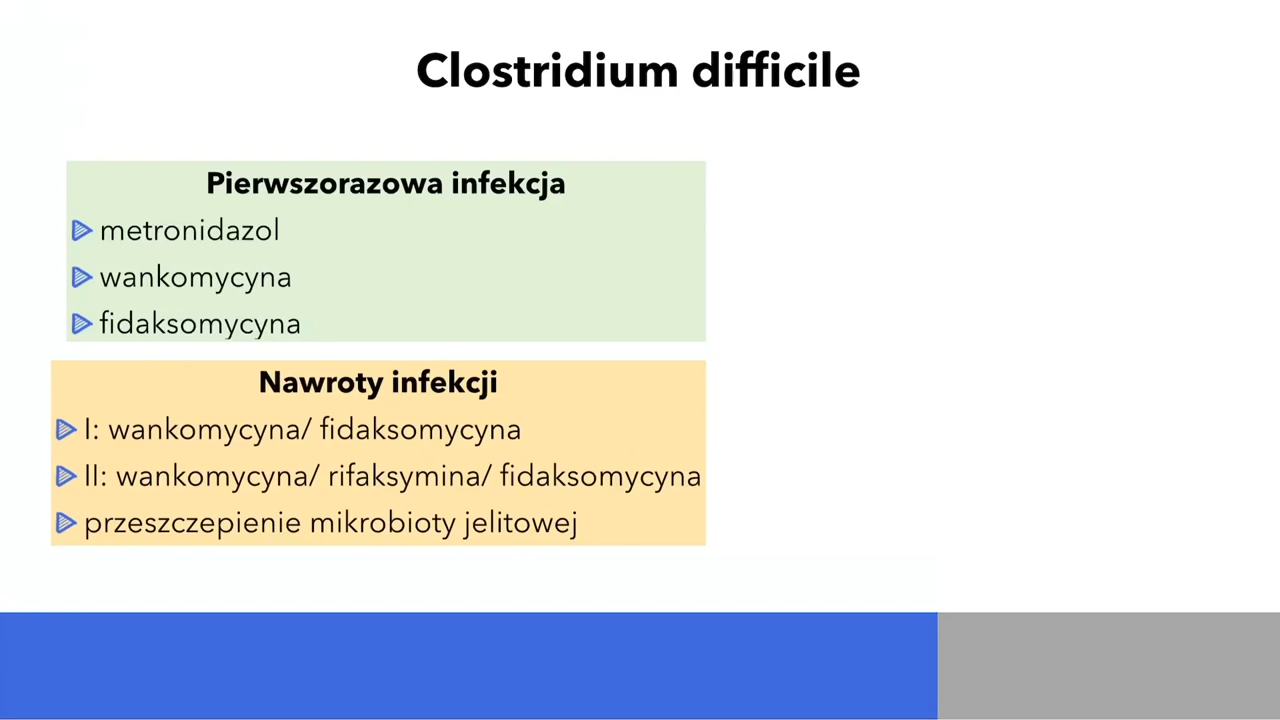 Clostridium difficile
Pierwszorazowa infekcja
metronidazol
wankomycyna
fidaksomycyna
Nawroty infekcji
I: wankomycyna/ fidaksomycyna
II: wankomycyna/ rifaksymina/ fidaksomycyna
przeszczepienie mikrobioty jelitowej